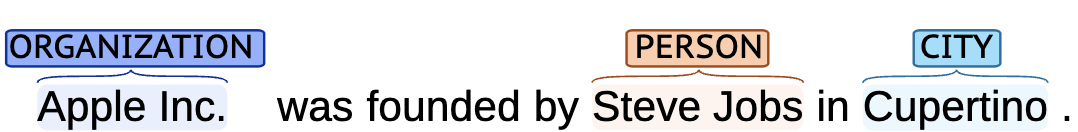 ORGANIZATION PERSON CITY
Apple Inc. was founded by Steve Jobs in Cupertino .